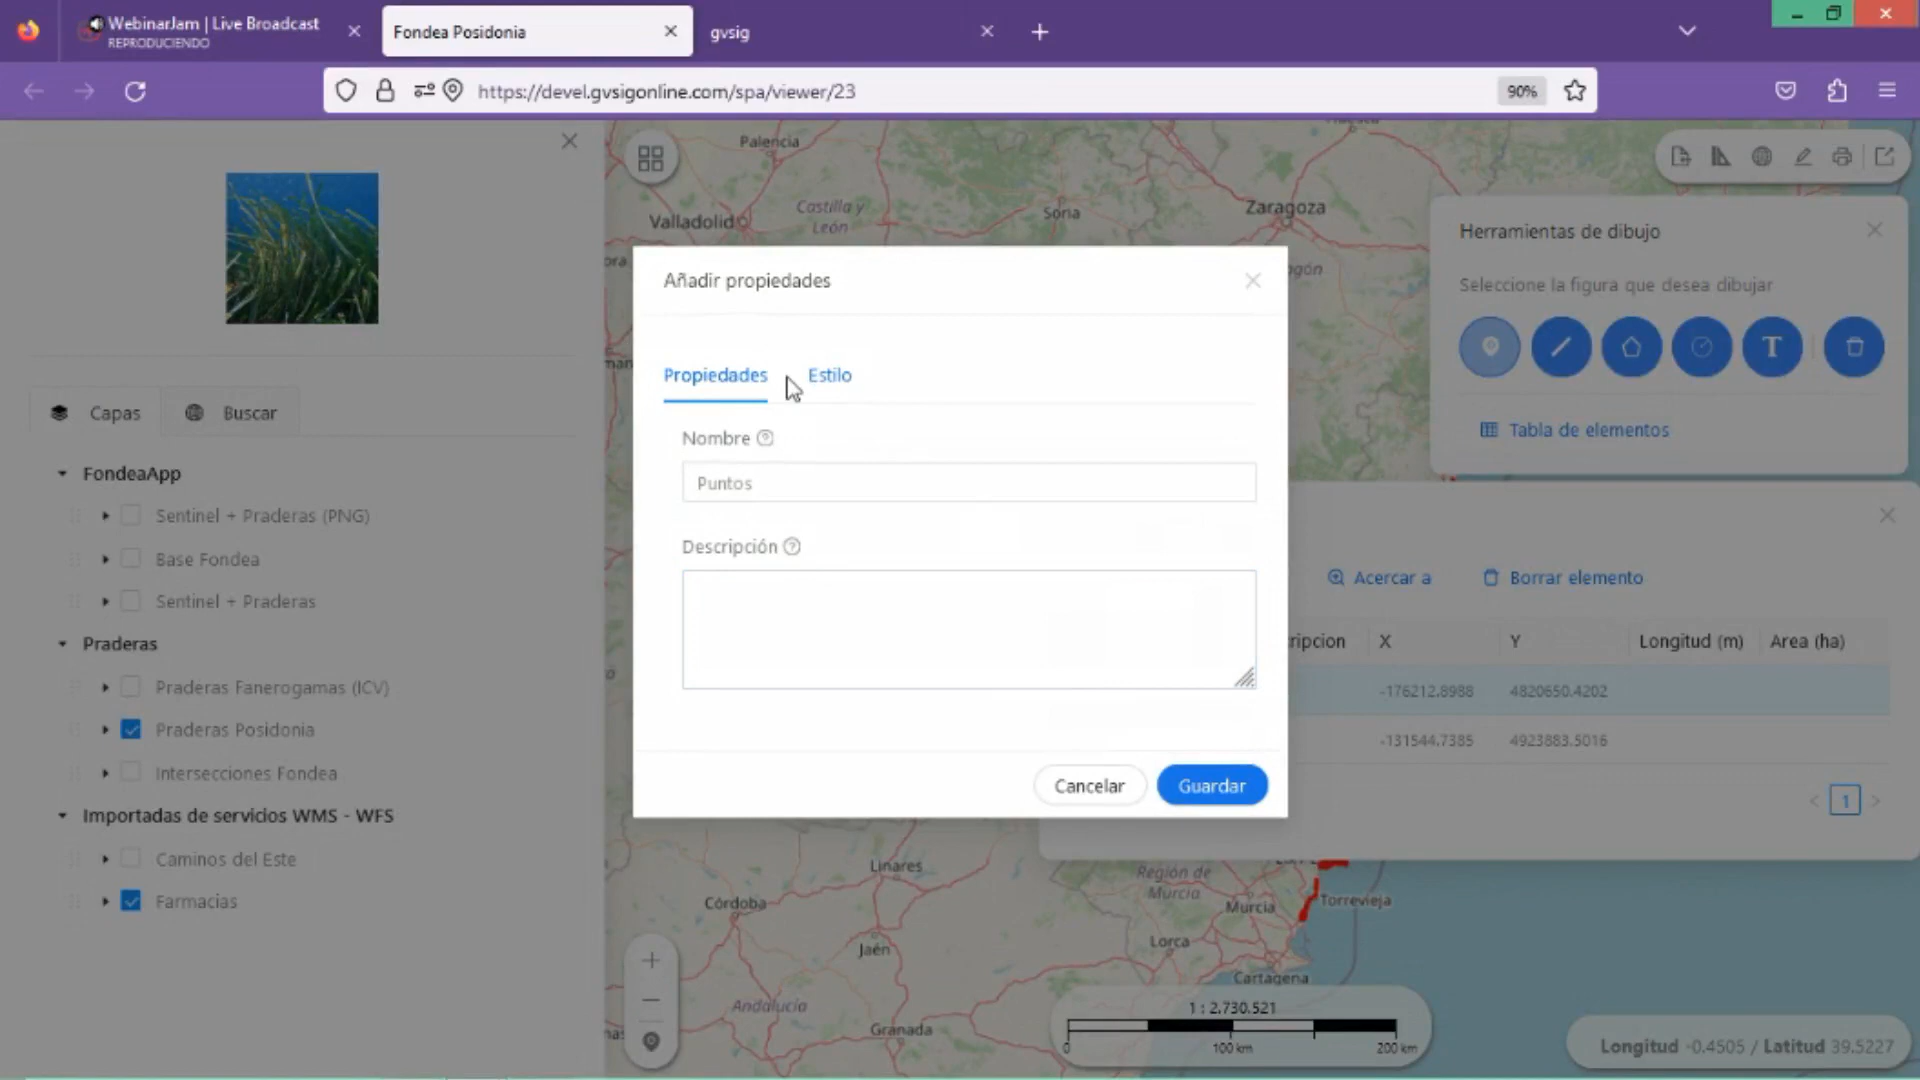 WebinarJam | Live Broadcast
REPRODUCIENDO
Fondea Posidonia
gvsig
https://devel.gvsigonline.com/spa/viewer/23
90%
Palencia
Valladolid
Castilla y
León
Soria
Zaragoza
Herramientas de dibujo
Seleccione la figura que desea dibujar
T
Tabla de elementos
Añadir propiedades
Propiedades
Estilo
Nombre
Puntos
Descripción
Cancelar
Guardar
Capas
Buscar
FondeaApp
Sentinel + Praderas (PNG)
Base Fondea
Sentinel + Praderas
Praderas
Praderas Fanerogamas (ICV)
Praderas Posidonia
Intersecciones Fondea
Importadas de servicios WMS - WFS
Caminos del Este
Farmacias
Acercar a
Borrar elemento
ripcion
X
Y
Longitud (m)
Area (ha)
-176212.8988
4820650.4202
-131544.7385
4923883.5016
1
Linares
Región de
Murcia
Córdoba
Murcia
Torrevieja
Jaén
Lorca
Cartagena
Andalucía
Granada
1 : 2.730.521
0
100 km
200 km
Longitud -0.4505 / Latitud 39.5227